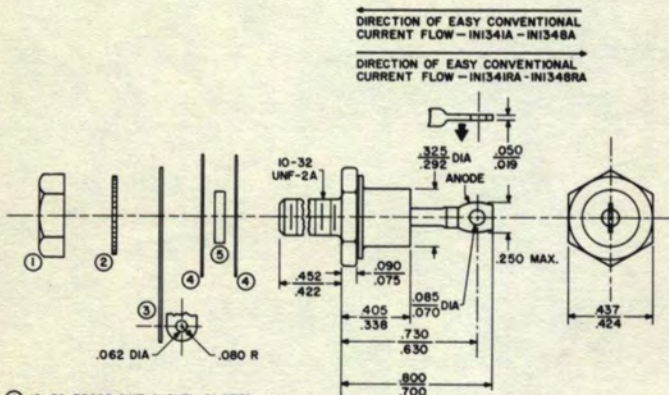 DIRECTION OF EASY CONVENTIONAL
CURRENT FLOW—IN1341A-IN1348A
DIRECTION OF EASY CONVENTIONAL
CURRENT FLOW—IN1341RA-IN1348RA
.325
.292 DIA
.050
.019
ANODE
10-32
UNF-2A
① ② ③ ④ ⑤ ④
.250 MAX.
.452
.422
.090
.075
.085
.070 DIA
.405
.338
.437
.424
.730
.630
.062 DIA
.080 R
.800
.700